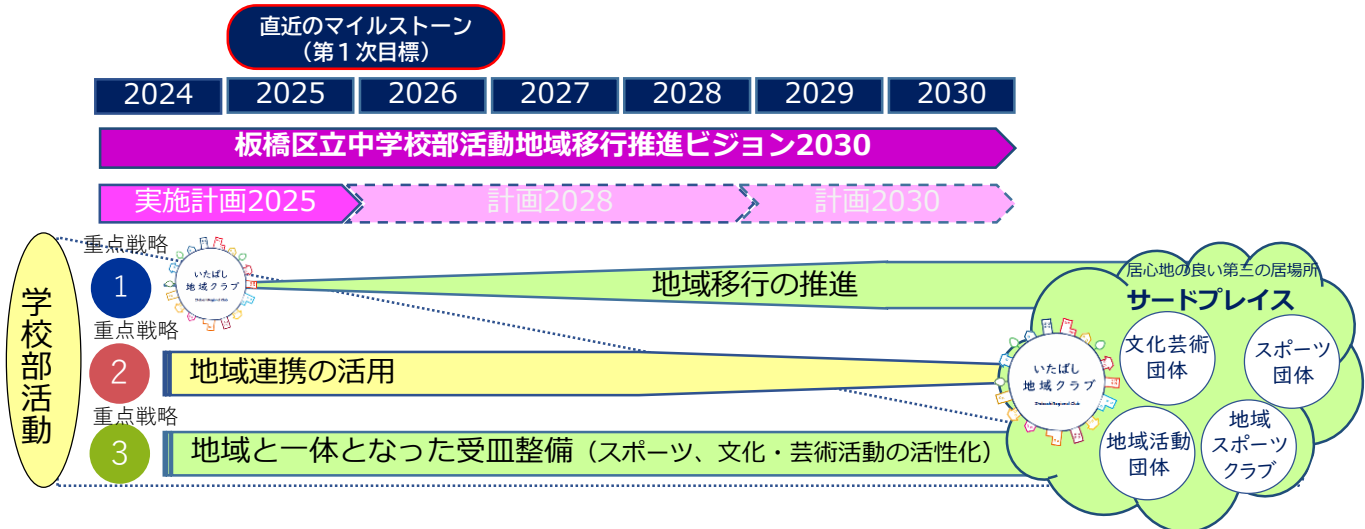 直近のマイルストーン
（第１次目標）
2024
2025
2026
2027
2028
2029
2030
板橋区立中学校部活動地域移行推進ビジョン2030
実施計画2025
計画2028
計画2030
学校部活動
重点戦略
1
いたばし
地域クラブ
Itabashi Regional Club
地域移行の推進
重点戦略
2
地域連携の活用
重点戦略
3
地域と一体となった受皿整備（スポーツ、文化・芸術活動の活性化）
居心地の良い第三の居場所
サードプレイス
いたばし
地域クラブ
Itabashi Regional Club
文化芸術
団体
スポーツ
団体
地域活動
団体
地域
スポーツ
クラブ